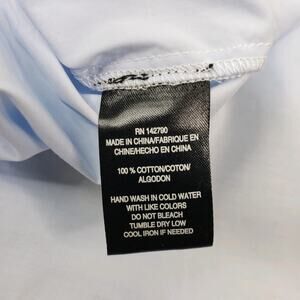 RN 142790
MADE IN CHINA/FABRIQUE EN
CHINE/HECHO EN CHINA
100 % COTTON/COTON/
ALGODON
HAND WASH IN COLD WATER
WITH LIKE COLORS
DO NOT BLEACH
TUMBLE DRY LOW
COOL IRON IF NEEDED